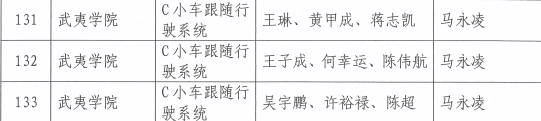 131 武夷学院 C小车跟随行驶系统 王琳、黄甲成、蒋志凯 马永凌
132 武夷学院 C小车跟随行驶系统 王子成、何幸运、陈伟航 马永凌
133 武夷学院 C小车跟随行驶系统 吴宇鹏、许裕禄、陈超 马永凌